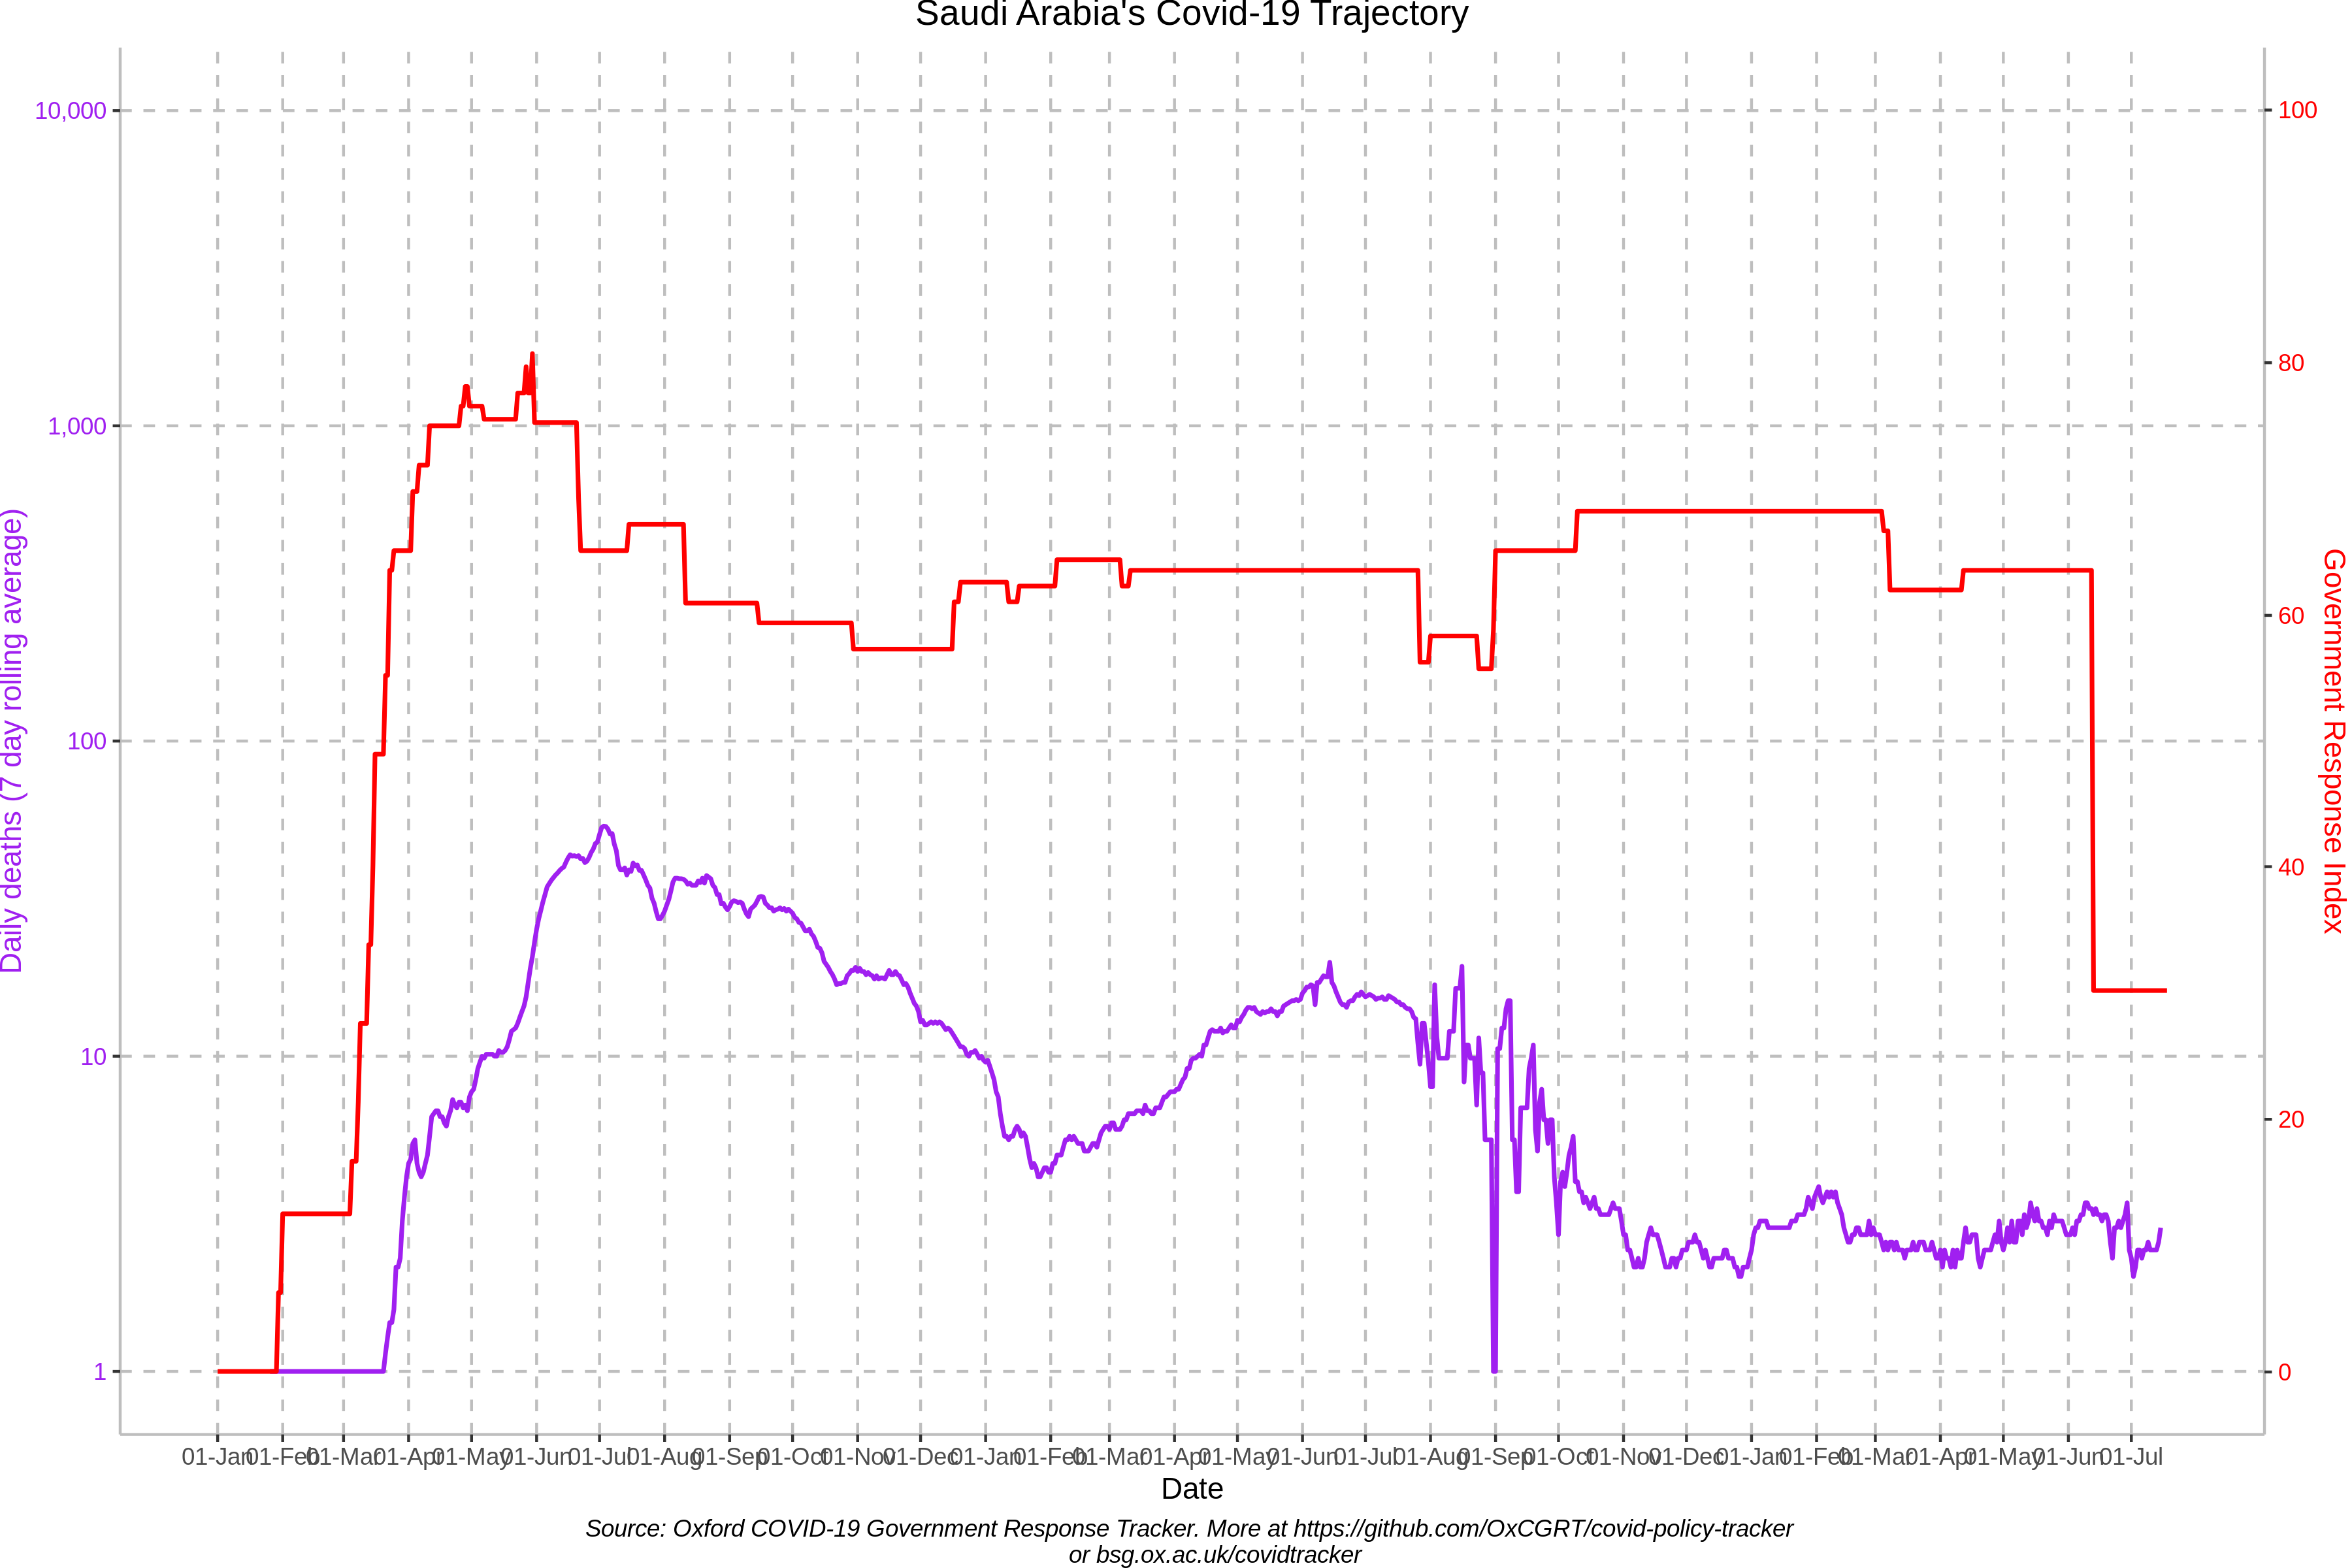 Saudi Arabia's Covid-19 Trajectory
10,000
1,000
100
10
1
Daily deaths (7 day rolling average)
100
80
60
40
20
0
Government Response Index
01-Jan 01-Feb 01-Mar 01-Apr 01-May 01-Jun 01-Jul 01-Aug 01-Sep 01-Oct 01-Nov 01-Dec 01-Jan 01-Feb 01-Mar 01-Apr 01-May 01-Jun 01-Jul 01-Aug 01-Sep 01-Oct 01-Nov 01-Dec 01-Jan 01-Feb 01-Mar 01-Apr 01-May 01-Jun 01-Jul
Date
Source: Oxford COVID-19 Government Response Tracker. More at https://github.com/OxCGRT/covid-policy-tracker
or bsg.ox.ac.uk/covidtracker